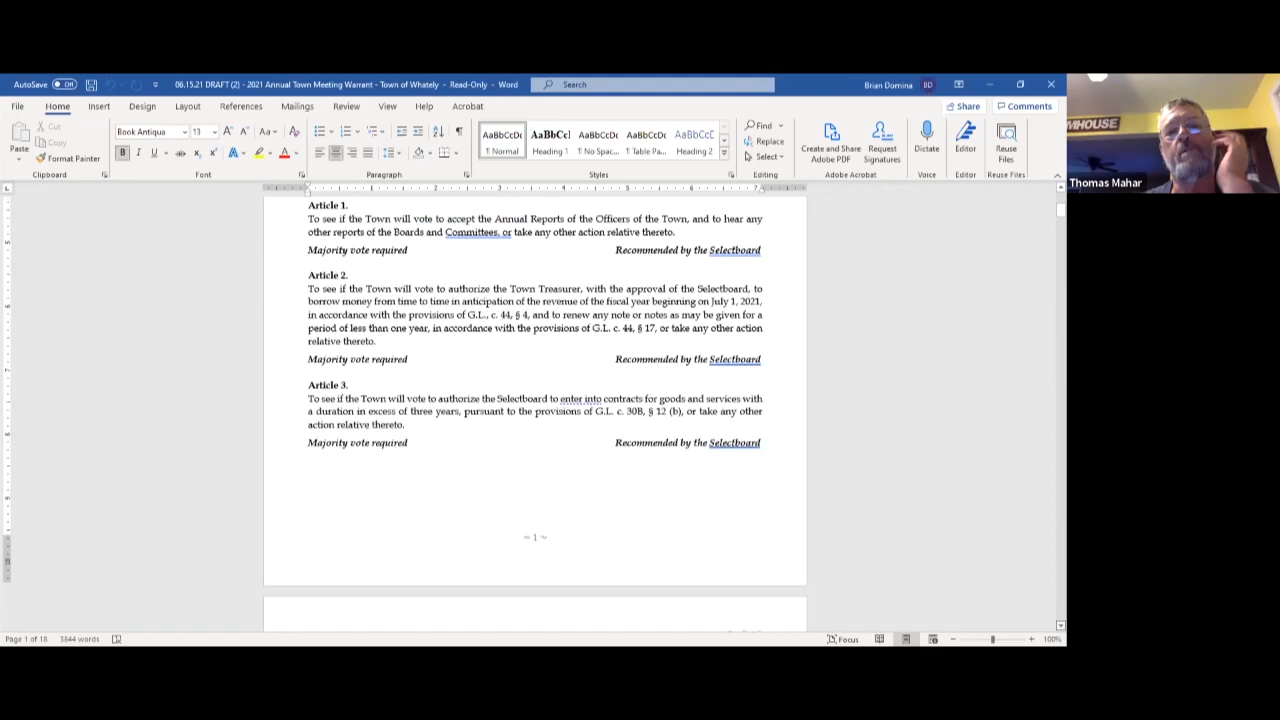 AutoSave Off
06.15.21 DRAFT (2) - 2021 Annual Town Meeting Warrant - Town of Whately - Read-Only - Word
Search
Brian Domina BD
File Home Insert Design Layout References Mailings Review View Help Acrobat
Share Comments
Paste
Cut
Copy
Format Painter
Clipboard
Book Antiqua 13
Font
Paragraph
AaBbCcDc AaBbCcI AaBbCcDc AaBbCcDc AaBbCcC
¶ Normal Heading 1 ¶ No Spac... ¶ Table Pa... Heading 2
Styles
Find
Replace
Select
Editing
Create and Share Adobe PDF
Request Signatures
Adobe Acrobat
Dictate
Voice
Editor
Editor
Reuse Files
Reuse Files
MHOUSE
Thomas Mahar
Article 1.
To see if the Town will vote to accept the Annual Reports of the Officers of the Town, and to hear any
other reports of the Boards and Committees, or take any other action relative thereto.
Majority vote required Recommended by the Selectboard
Article 2.
To see if the Town will vote to authorize the Town Treasurer, with the approval of the Selectboard, to
borrow money from time to time in anticipation of the revenue of the fiscal year beginning on July 1, 2021,
in accordance with the provisions of G.L., c. 44, § 4, and to renew any note or notes as may be given for a
period of less than one year, in accordance with the provisions of G.L. c. 44, § 17, or take any other action
relative thereto.
Majority vote required Recommended by the Selectboard
Article 3.
To see if the Town will vote to authorize the Selectboard to enter into contracts for goods and services with
a duration in excess of three years, pursuant to the provisions of G.L. c. 30B, § 12 (b), or take any other
action relative thereto.
Majority vote required Recommended by the Selectboard
~ 1 ~
Page 1 of 18 3844 words
Focus
100%